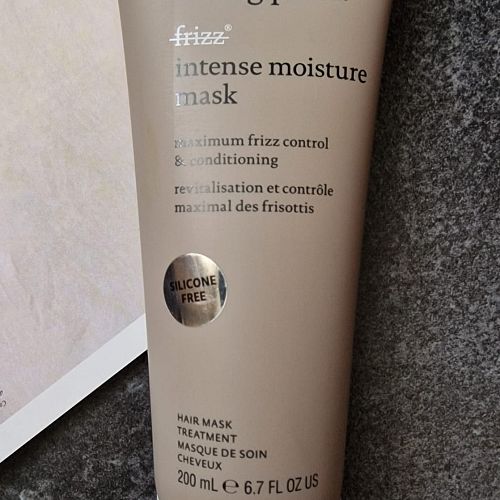 frizz®
intense moisture
mask
maximum frizz control
& conditioning
revitalisation et contrôle
maximal des frisottis
SILICONE
FREE
HAIR MASK
TREATMENT
MASQUE DE SOIN
CHEVEUX
200 mL ℮ 6.7 FL OZ US